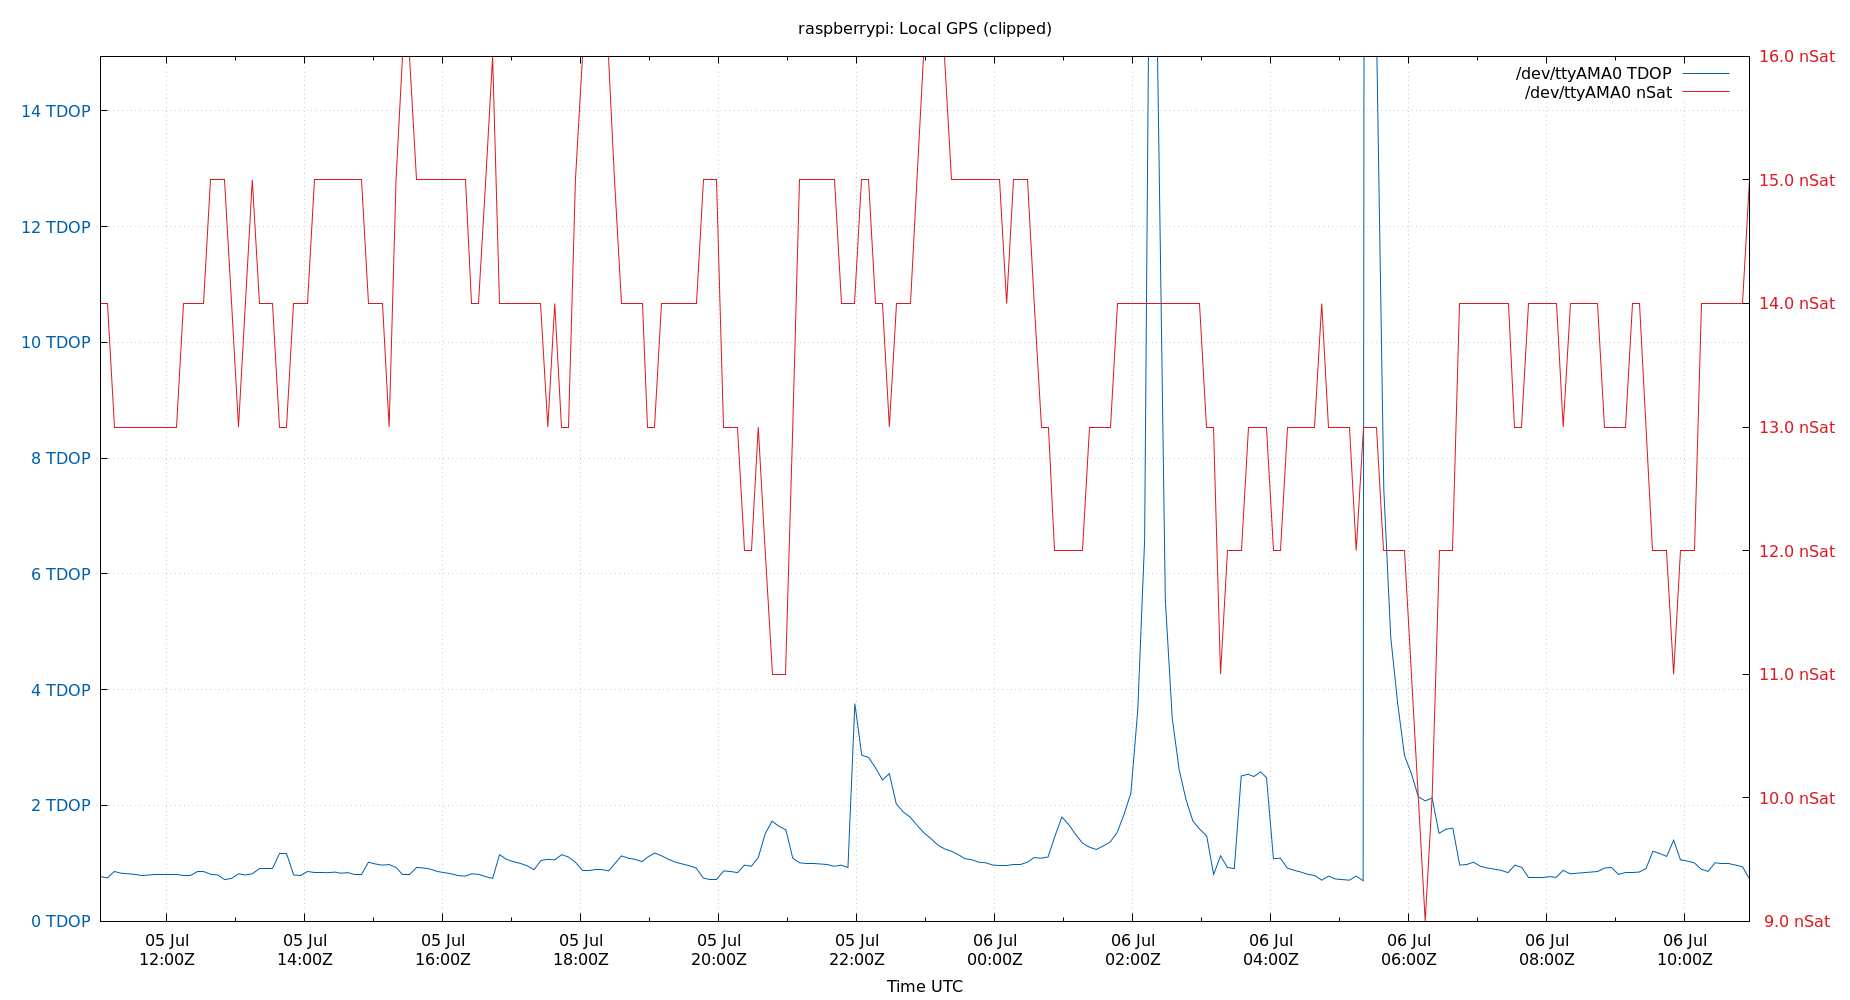 raspberrypi: Local GPS (clipped)
/dev/ttyAMA0 TDOP
/dev/ttyAMA0 nSat
14 TDOP
12 TDOP
10 TDOP
8 TDOP
6 TDOP
4 TDOP
2 TDOP
0 TDOP
16.0 nSat
15.0 nSat
14.0 nSat
13.0 nSat
12.0 nSat
11.0 nSat
10.0 nSat
9.0 nSat
05 Jul
12:00Z
05 Jul
14:00Z
05 Jul
16:00Z
05 Jul
18:00Z
05 Jul
20:00Z
05 Jul
22:00Z
06 Jul
00:00Z
06 Jul
02:00Z
06 Jul
04:00Z
06 Jul
06:00Z
06 Jul
08:00Z
06 Jul
10:00Z
Time UTC